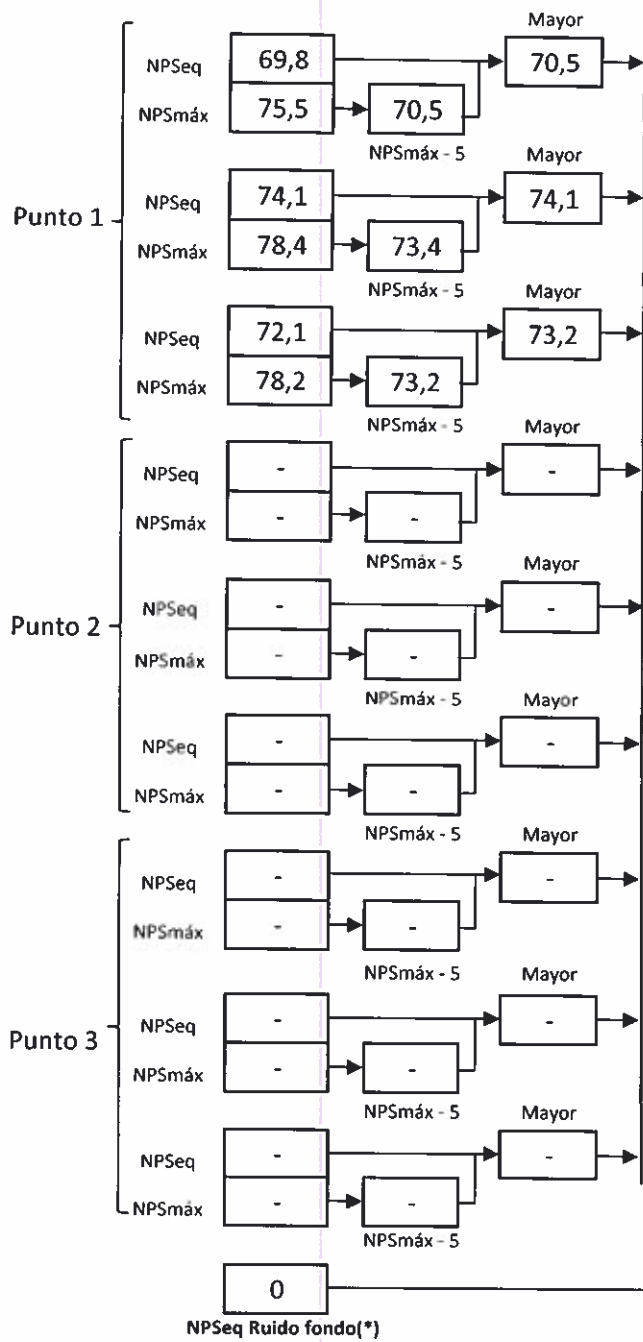 Mayor
NPSeq 69,8 70,5
NPSmáx 75,5 70,5
NPSmáx - 5
Mayor
NPSeq 74,1 74,1
Punto 1
NPSmáx 78,4 73,4
NPSmáx - 5
Mayor
NPSeq 72,1 73,2
NPSmáx 78,2 73,2
NPSmáx - 5
Mayor
NPSeq - -
NPSmáx - -
NPSmáx - 5
Mayor
NPSeq - -
Punto 2
NPSmáx - -
NPSmáx - 5
Mayor
NPSeq - -
NPSmáx - -
NPSmáx - 5
Mayor
NPSeq - -
NPSmáx - -
NPSmáx - 5
Mayor
NPSeq - -
Punto 3
NPSmáx - -
NPSmáx - 5
Mayor
NPSeq - -
NPSmáx - -
NPSmáx - 5
0
NPSeq Ruido fondo(*)